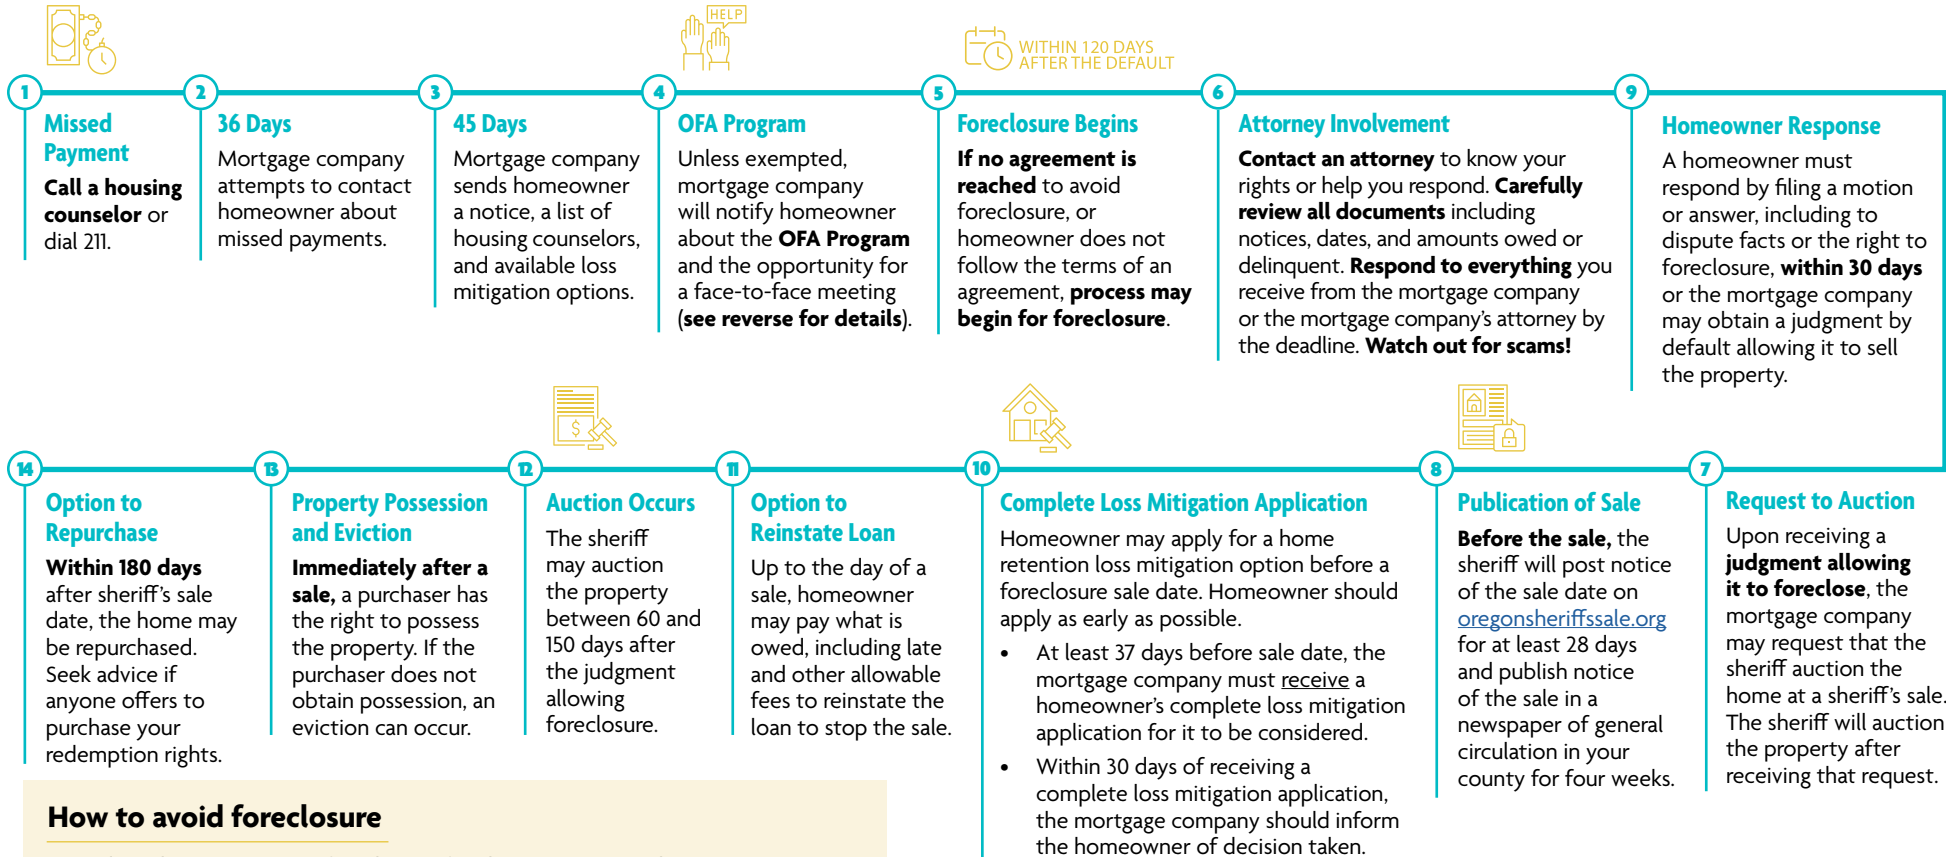 HELP
WITHIN 120 DAYS
AFTER THE DEFAULT
1
Missed
Payment
Call a housing
counselor or
dial 211.
2
36 Days
Mortgage company
attempts to contact
homeowner about
missed payments.
3
45 Days
Mortgage company
sends homeowner
a notice, a list of
housing counselors,
and available loss
mitigation options.
4
OFA Program
Unless exempted,
mortgage company
will notify homeowner
about the OFA Program
and the opportunity for
a face-to-face meeting
(see reverse for details).
5
Foreclosure Begins
If no agreement is
reached to avoid
foreclosure, or
homeowner does not
follow the terms of an
agreement, process may
begin for foreclosure.
6
Attorney Involvement
Contact an attorney to know your
rights or help you respond. Carefully
review all documents including
notices, dates, and amounts owed or
delinquent. Respond to everything you
receive from the mortgage company
or the mortgage company's attorney by
the deadline. Watch out for scams!
9
Homeowner Response
A homeowner must
respond by filing a motion
or answer, including to
dispute facts or the right to
foreclosure, within 30 days
or the mortgage company
may obtain a judgment by
default allowing it to sell
the property.
14
Option to
Repurchase
Within 180 days
after sheriff's sale
date, the home may
be repurchased.
Seek advice if
anyone offers to
purchase your
redemption rights.
13
Property Possession
and Eviction
Immediately after a
sale, a purchaser has
the right to possess
the property. If the
purchaser does not
obtain possession, an
eviction can occur.
12
$
Auction Occurs
The sheriff
may auction
the property
between 60 and
150 days after
the judgment
allowing
foreclosure.
11
Option to
Reinstate Loan
Up to the day of a
sale, homeowner
may pay what is
owed, including late
and other allowable
fees to reinstate the
loan to stop the sale.
10
Complete Loss Mitigation Application
Homeowner may apply for a home
retention loss mitigation option before a
foreclosure sale date. Homeowner should
apply as early as possible.
• At least 37 days before sale date, the
mortgage company must receive a
homeowner's complete loss mitigation
application for it to be considered.
• Within 30 days of receiving a
complete loss mitigation application,
the mortgage company should inform
the homeowner of decision taken.
8
Publication of Sale
Before the sale, the
sheriff will post notice
of the sale date on
oregonsheriffssale.org
for at least 28 days
and publish notice
of the sale in a
newspaper of general
circulation in your
county for four weeks.
7
Request to Auction
Upon receiving a
judgment allowing
it to foreclose, the
mortgage company
may request that the
sheriff auction the
home at a sheriff's sale.
The sheriff will auction
the property after
receiving that request.
How to avoid foreclosure